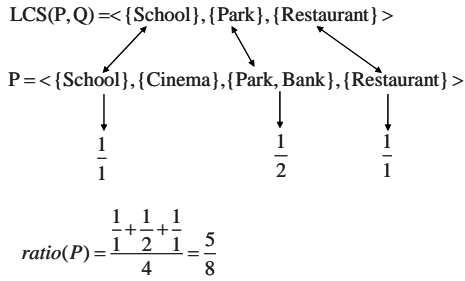 LCS(P,Q)=<{School},{Park},{Restaurant}>
P=<{School},{Cinema},{Park, Bank},{Restaurant}>
1/1 1/2 1/1
ratio(P) = (1/1+1/2+1/1)/4 = 5/8